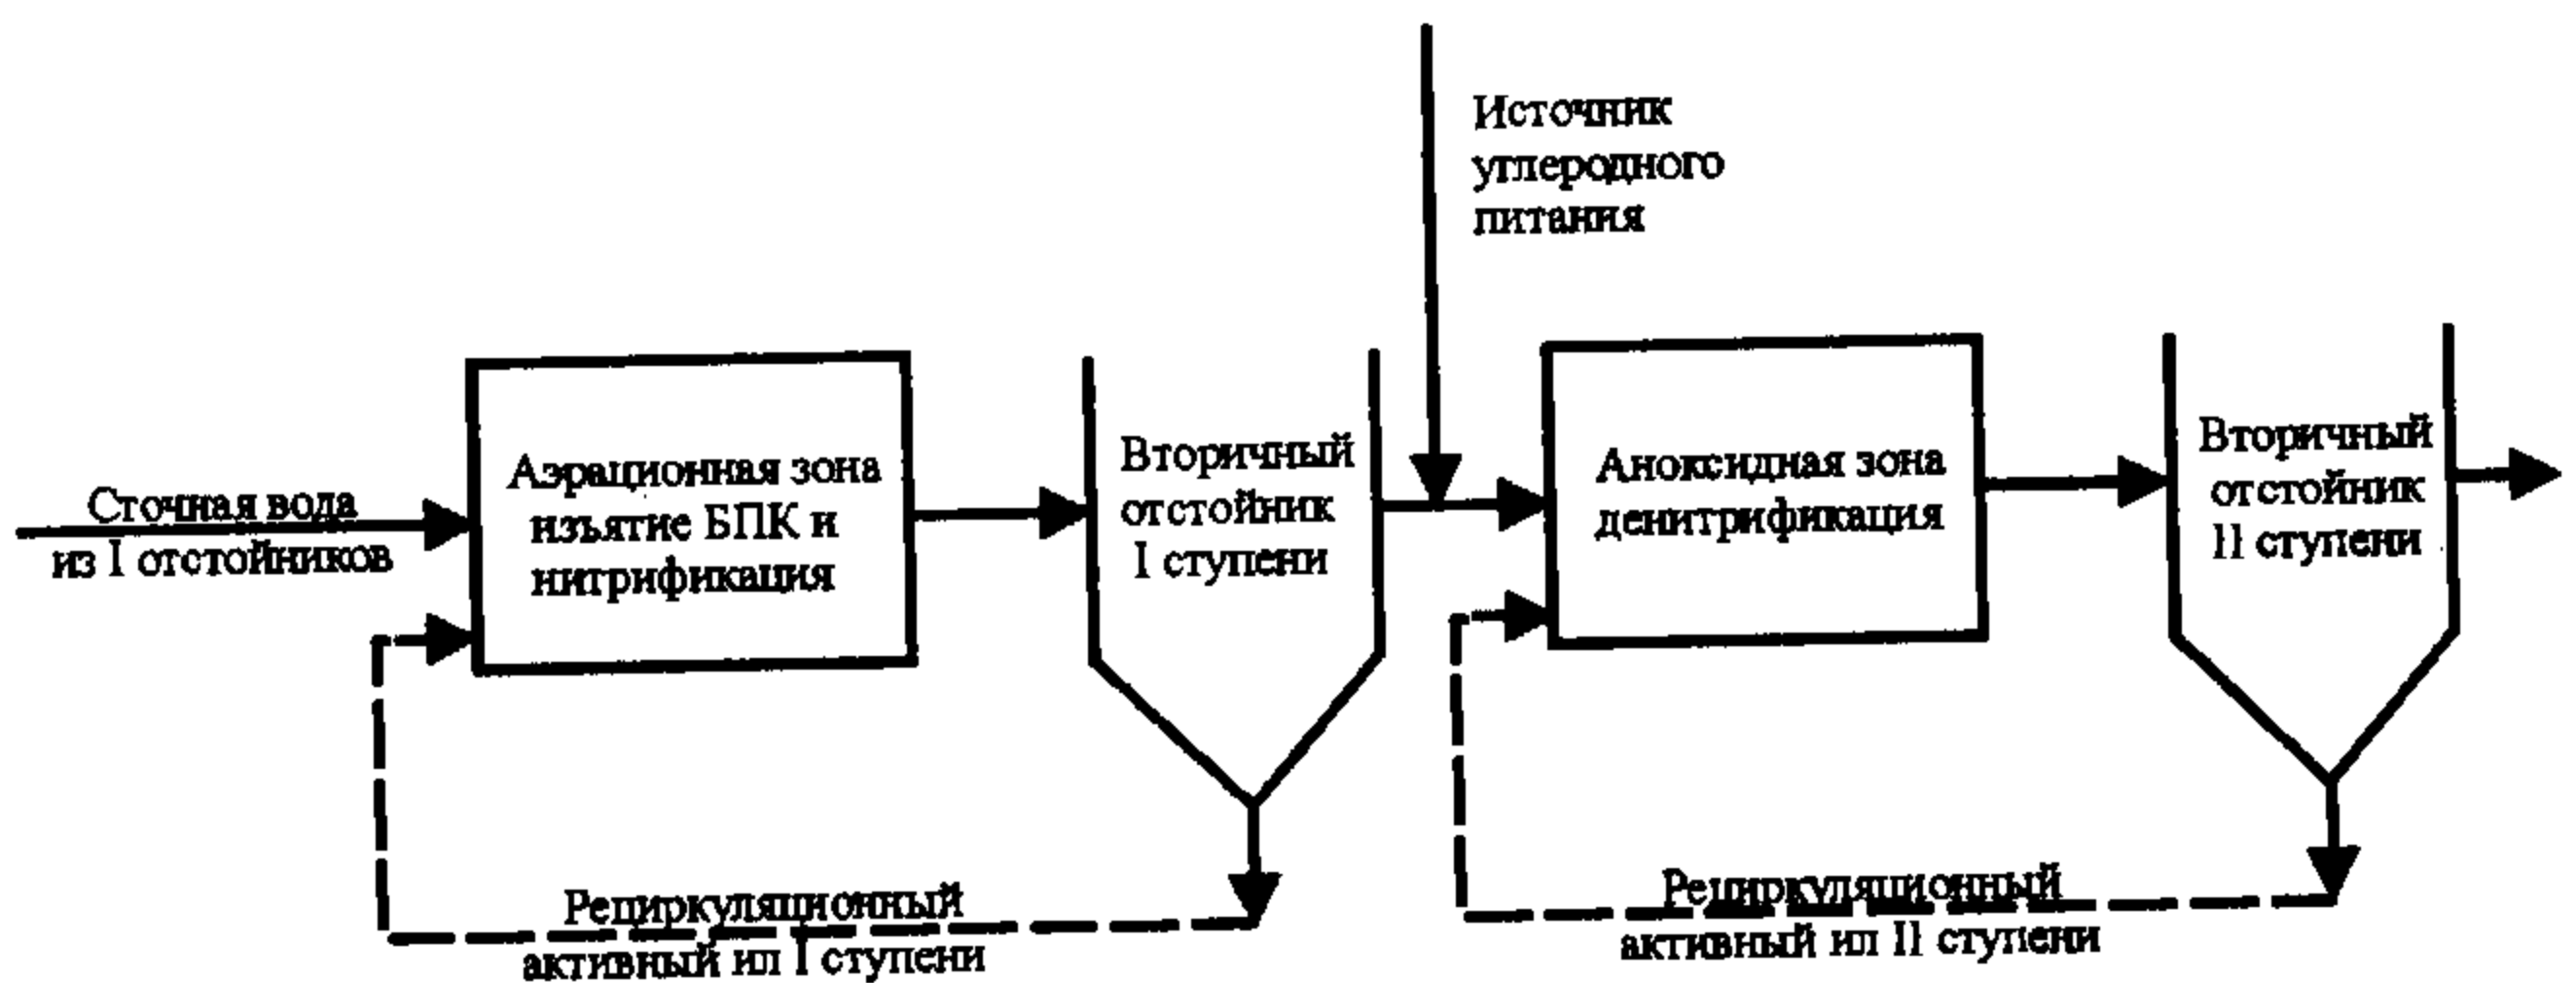 Источник
углеродного
питания
Сточная вода
из I отстойников
Аэрационная зона
изъятие БПК и
нитрификация
Вторичный
отстойник
I ступени
Аноксидная зона
денитрификация
Вторичный
отстойник
II ступени
Рециркуляционный
активный ил I ступени
Рециркуляционный
активный ил II ступени